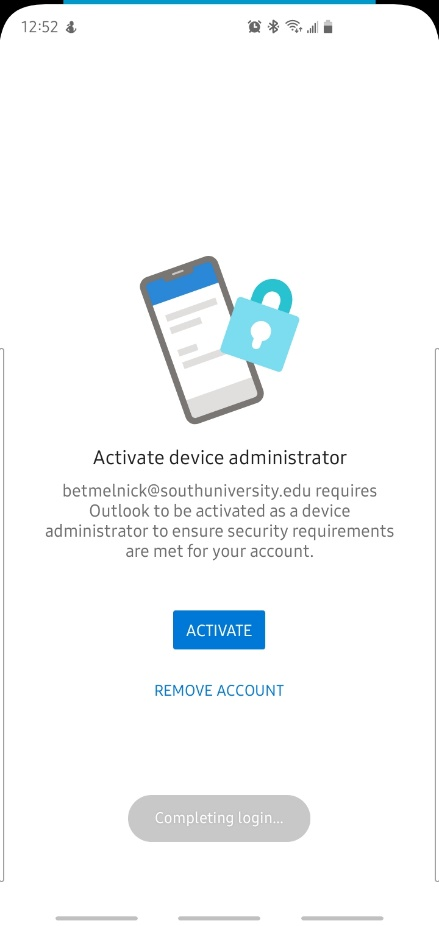 12:52
Activate device administrator
betmelnick@southuniversity.edu requires
Outlook to be activated as a device
administrator to ensure security requirements
are met for your account.
ACTIVATE
REMOVE ACCOUNT
Completing login...